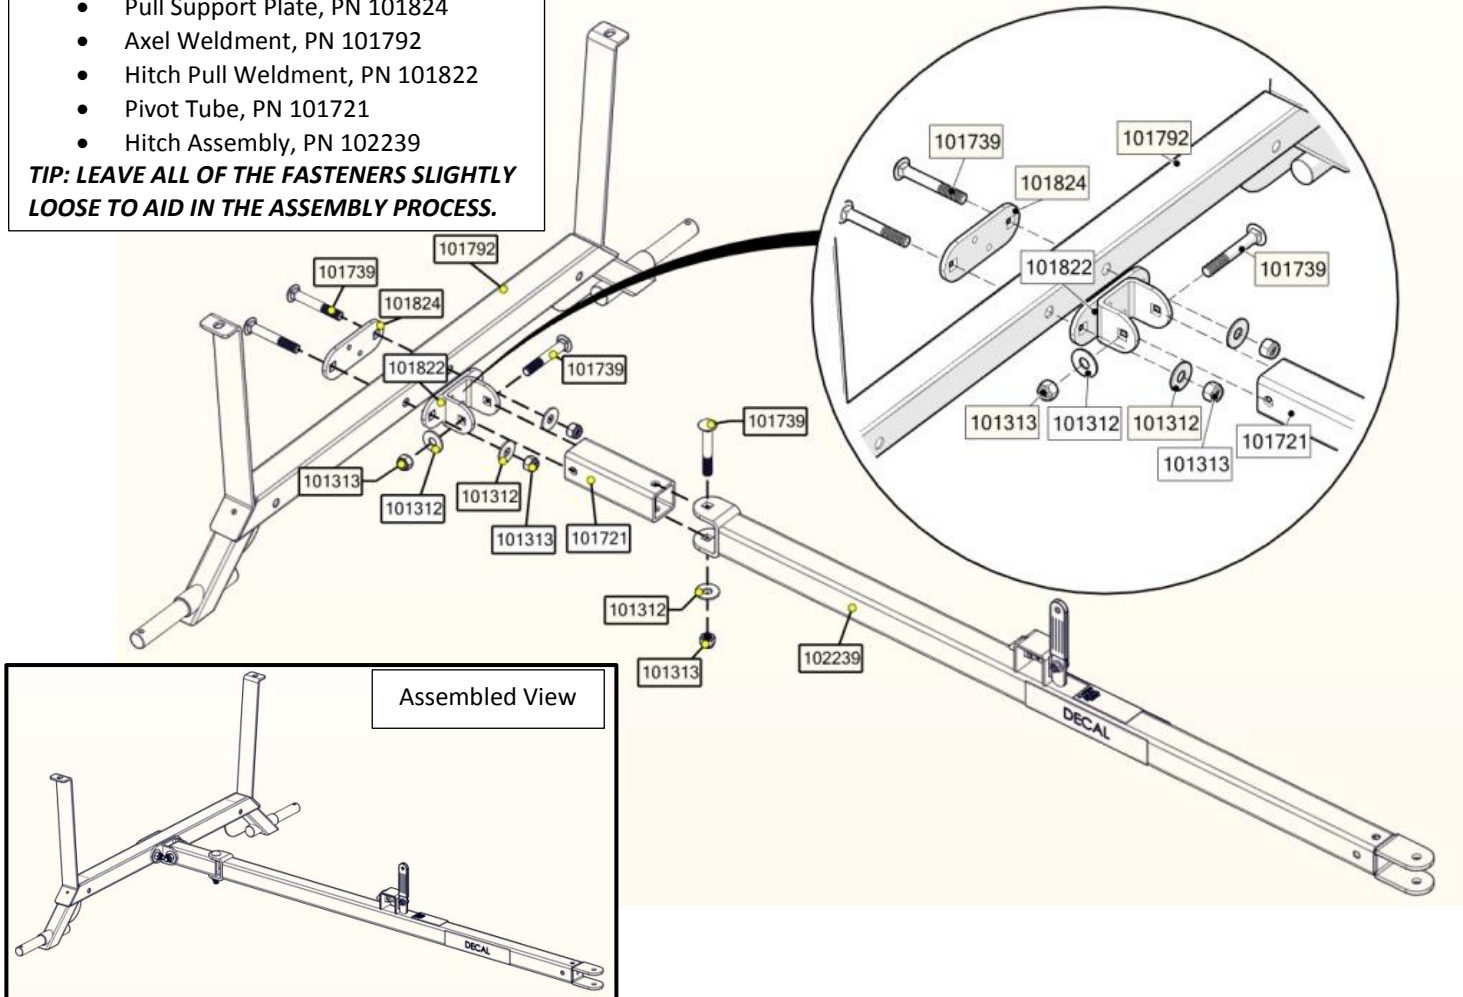 • Pull Support Plate, PN 101824
• Axel Weldment, PN 101792
• Hitch Pull Weldment, PN 101822
• Pivot Tube, PN 101721
• Hitch Assembly, PN 102239
TIP: LEAVE ALL OF THE FASTENERS SLIGHTLY
LOOSE TO AID IN THE ASSEMBLY PROCESS.
101739
101792
101824
101822
101739
101313
101312
101312
101313
101721
101792
101739
101824
101822
101739
101739
101313
101312
101312
101313
101721
101312
101313
102239
DECAL
Assembled View
DECAL